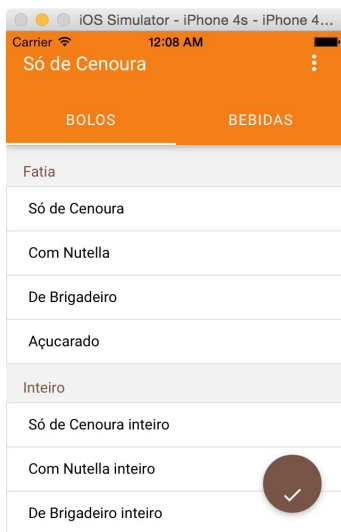 iOS Simulator - iPhone 4s - iPhone 4...
Carrier 12:08 AM
Só de Cenoura
BOLOS BEBIDAS
Fatia
Só de Cenoura
Com Nutella
De Brigadeiro
Açucarado
Inteiro
Só de Cenoura inteiro
Com Nutella inteiro
De Brigadeiro inteiro